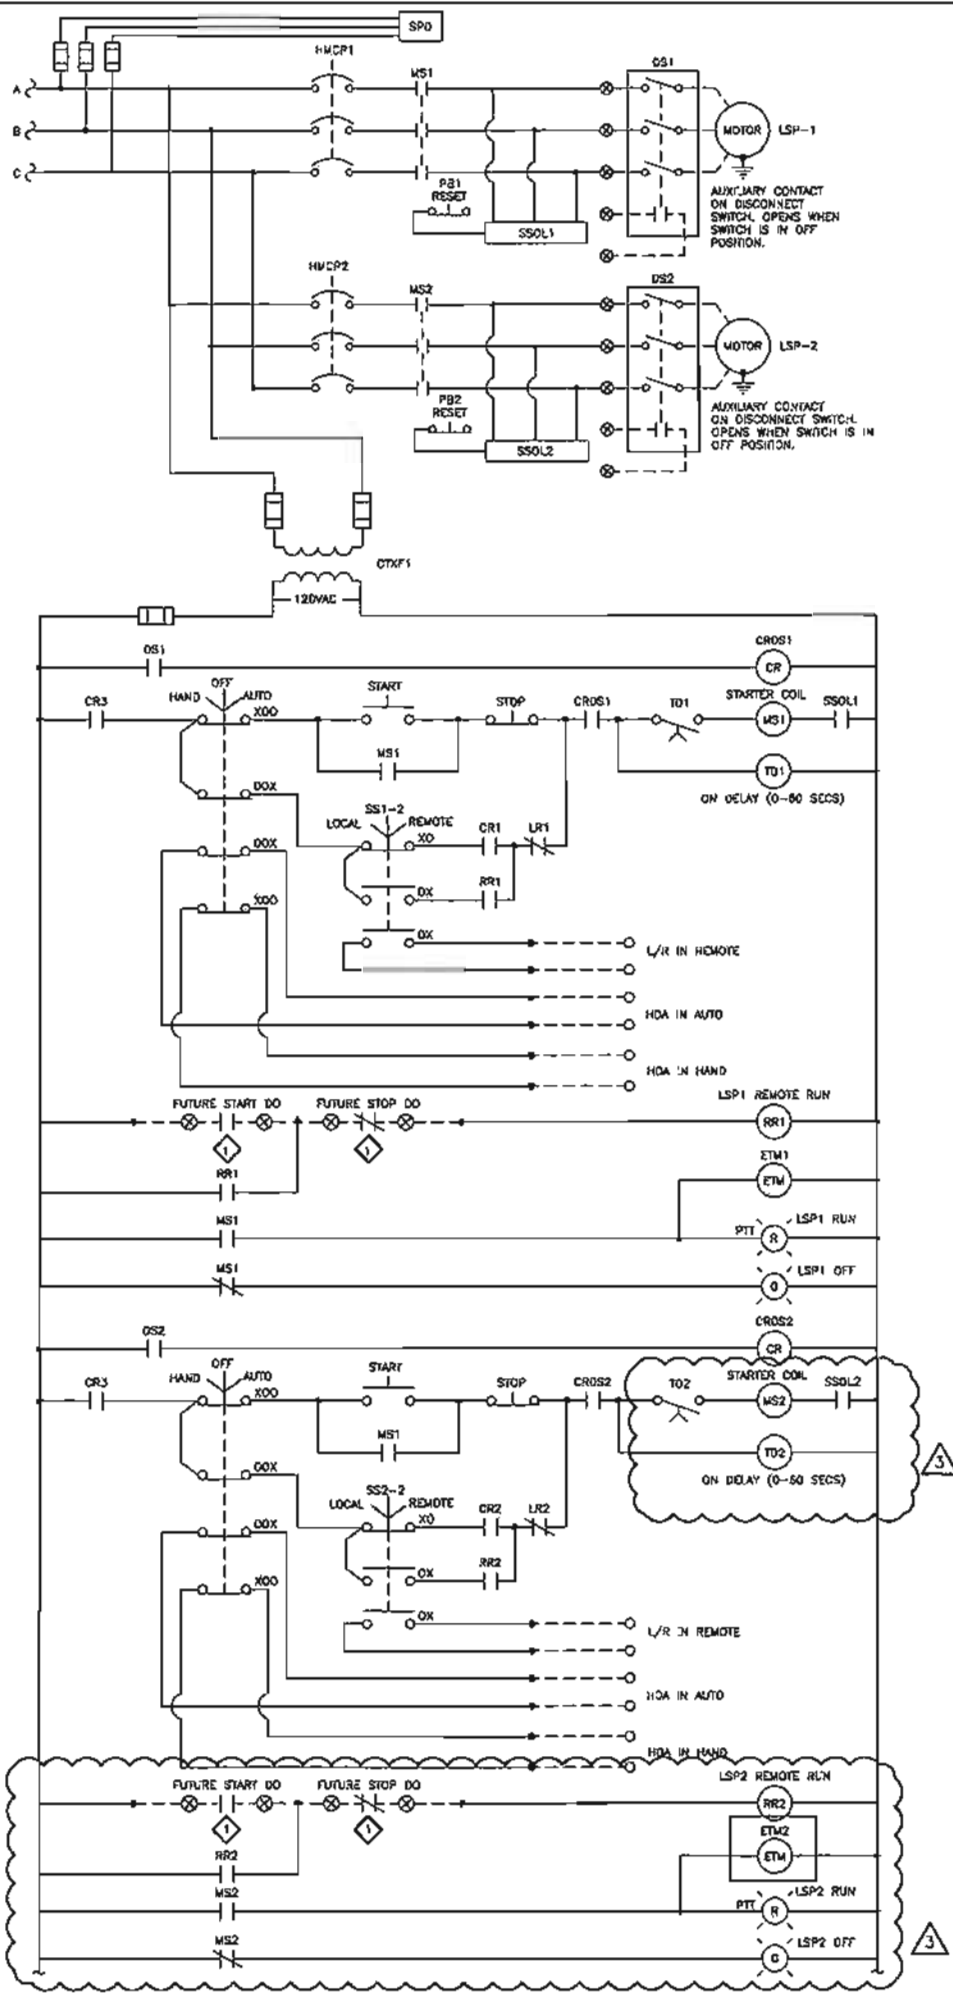 SPD
HMCP1
MS1
DS1
A
B
C
MOTOR
LSP-1
PB1
RESET
SSOL1
AUXILIARY CONTACT
ON DISCONNECT
SWITCH. OPENS WHEN
SWITCH IS IN OFF
POSITION.
HMCP2
MS2
DS2
MOTOR
LSP-2
PB2
RESET
SSOL2
AUXILIARY CONTACT
ON DISCONNECT SWITCH.
OPENS WHEN SWITCH IS IN
OFF POSITION.
CTXF1
120VAC
DS1
CRDS1
CR
CR3
HAND
OFF
AUTO
XOO
START
STOP
CRDS1
TD1
STARTER COIL
MS1
SSOL1
MS1
TD1
ON DELAY (0-60 SECS)
OOX
SS1-2
LOCAL
REMOTE
XO
CR1
LR1
OOX
RR1
OX
XOO
OX
L/R IN REMOTE
HOA IN AUTO
HOA IN HAND
FUTURE START DO
FUTURE STOP DO
LSP1 REMOTE RUN
RR1
1
1
RR1
ETM1
ETM
MS1
PTT
R
LSP1 RUN
MS1
G
LSP1 OFF
DS2
CRDS2
CR
CR3
HAND
OFF
AUTO
XOO
START
STOP
CRDS2
TD2
STARTER COIL
MS2
SSOL2
MS1
TD2
ON DELAY (0-60 SECS)
3
OOX
SS2-2
LOCAL
REMOTE
XO
CR2
LR2
OOX
RR2
OX
XOO
OX
L/R IN REMOTE
HOA IN AUTO
HOA IN HAND
FUTURE START DO
FUTURE STOP DO
LSP2 REMOTE RUN
RR2
1
1
RR2
ETM2
ETM
MS2
PTT
R
LSP2 RUN
MS2
G
LSP2 OFF
3